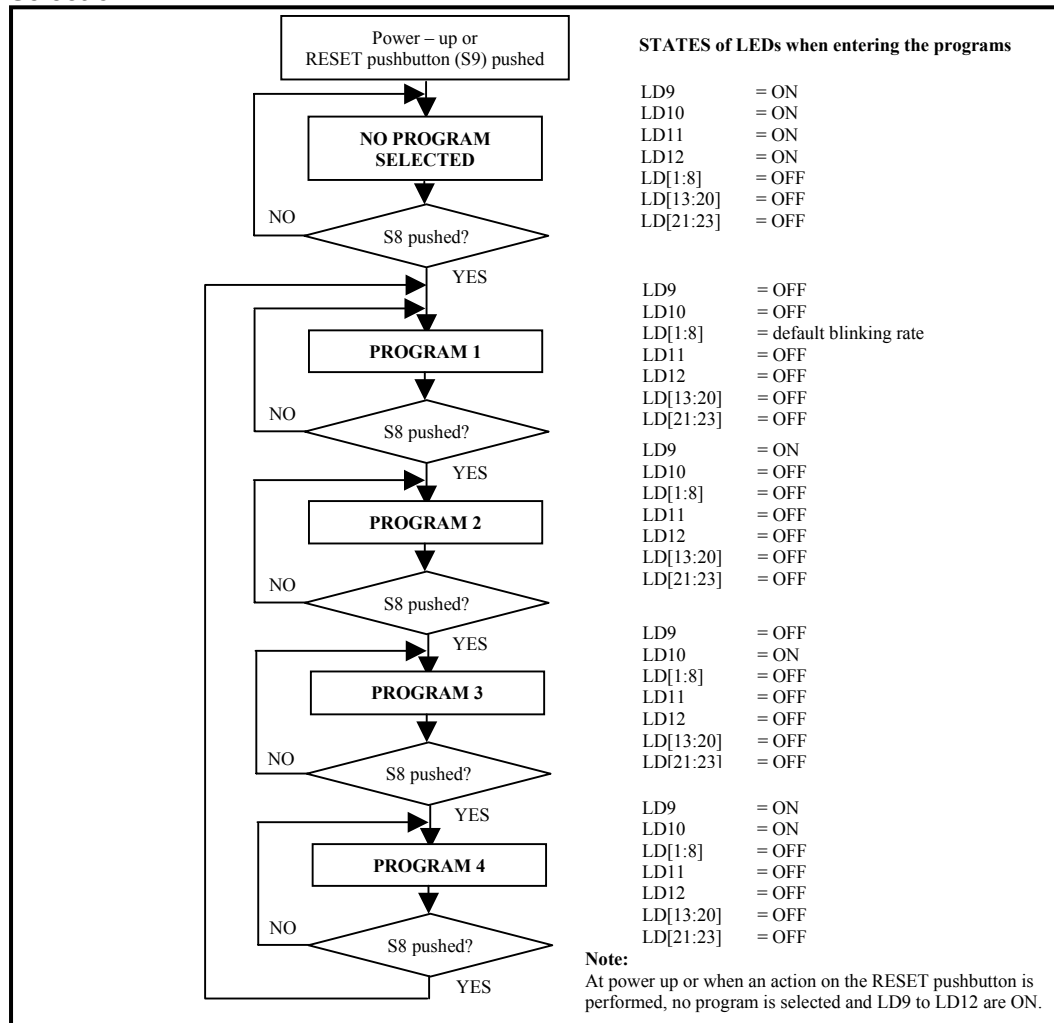 Power – up or
RESET pushbutton (S9) pushed
STATES of LEDs when entering the programs
NO PROGRAM
SELECTED
NO
S8 pushed?
YES
LD9 = ON
LD10 = ON
LD11 = ON
LD12 = ON
LD[1:8] = OFF
LD[13:20] = OFF
LD[21:23] = OFF
PROGRAM 1
NO
S8 pushed?
YES
LD9 = OFF
LD10 = OFF
LD[1:8] = default blinking rate
LD11 = OFF
LD12 = OFF
LD[13:20] = OFF
LD[21:23] = OFF
PROGRAM 2
NO
S8 pushed?
YES
LD9 = ON
LD10 = OFF
LD[1:8] = OFF
LD11 = OFF
LD12 = OFF
LD[13:20] = OFF
LD[21:23] = OFF
PROGRAM 3
NO
S8 pushed?
YES
LD9 = OFF
LD10 = ON
LD[1:8] = OFF
LD11 = OFF
LD12 = OFF
LD[13:20] = OFF
LD[21:23] = OFF
PROGRAM 4
NO
S8 pushed?
YES
LD9 = ON
LD10 = ON
LD[1:8] = OFF
LD11 = OFF
LD12 = OFF
LD[13:20] = OFF
LD[21:23] = OFF
Note:
At power up or when an action on the RESET pushbutton is
performed, no program is selected and LD9 to LD12 are ON.